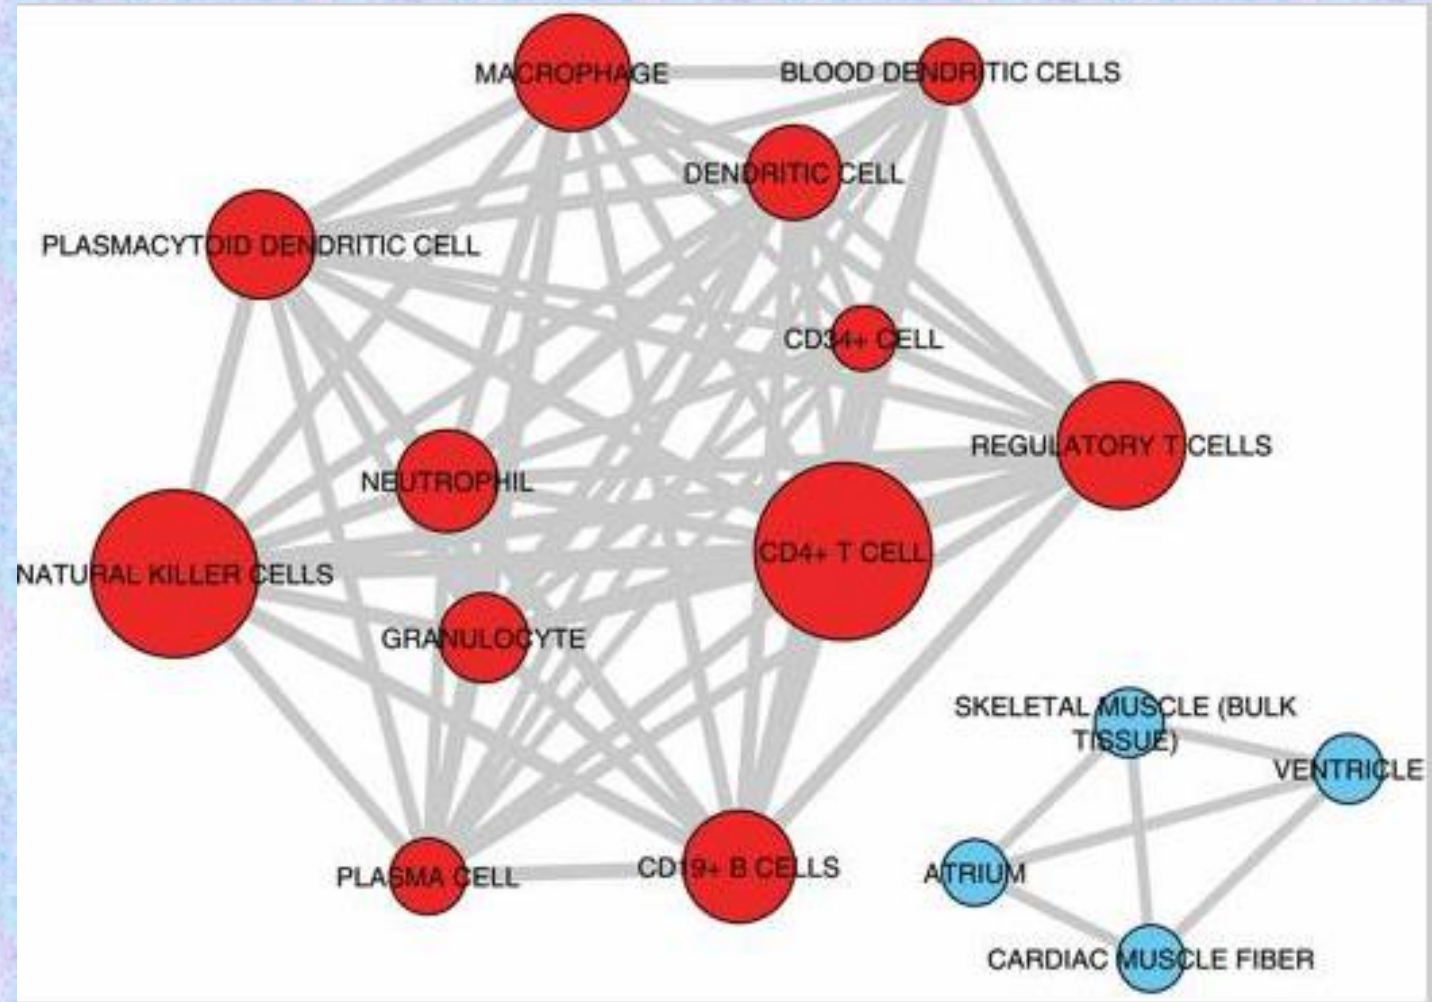 MACROPHAGE
BLOOD DENDRITIC CELLS
DENDRITIC CELL
PLASMACYTOID DENDRITIC CELL
CD34+ CELL
REGULATORY T CELLS
NEUTROPHIL
CD4+ T CELL
NATURAL KILLER CELLS
GRANULOCYTE
SKELETAL MUSCLE (BULK
TISSUE)
VENTRICLE
PLASMA CELL
CD19+ B CELLS
ATRIUM
CARDIAC MUSCLE FIBER